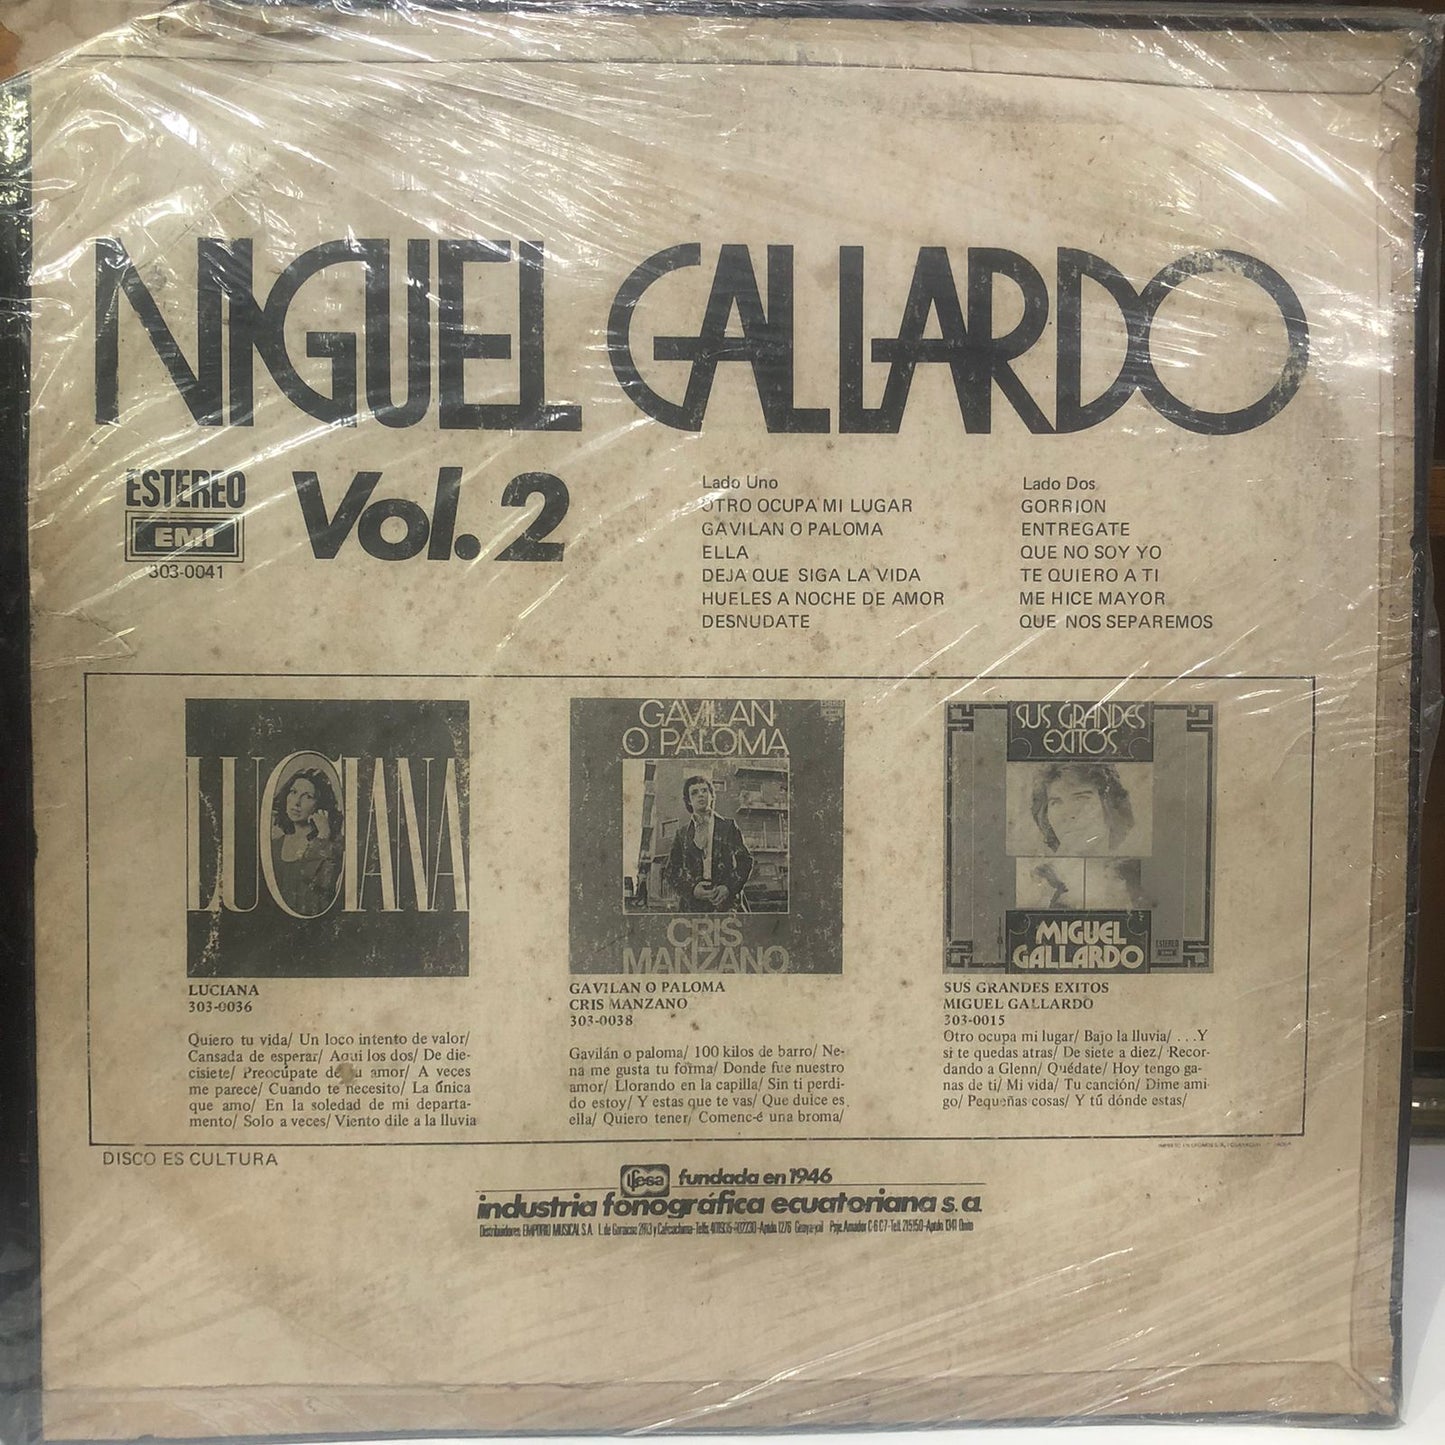 MIGUEL GALLARDO
ESTEREO
EMI
303-0041
Vol. 2
Lado Uno
OTRO OCUPA MI LUGAR
GAVILAN O PALOMA
ELLA
DEJA QUE SIGA LA VIDA
HUELES A NOCHE DE AMOR
DESNUDATE
Lado Dos
GORRION
ENTREGATE
QUE NO SOY YO
TE QUIERO A TI
ME HICE MAYOR
QUE NOS SEPAREMOS
LUCIANA
LUCIANA
303-0036
Quiero tu vida/ Un loco intento de valor/
Cansada de esperar/ Aqui los dos/ De die-
cisiete/ Preocúpate de tu amor/ A veces
me parece/ Cuando te necesito/ La única
que amo/ En la soledad de mi departa-
mento/ Solo a veces/ Viento dile a la lluvia
GAVILAN
O PALOMA
CRIS
MANZANO
GAVILAN O PALOMA
CRIS MANZANO
303-0038
Gavilán o paloma/ 100 kilos de barro/ Ne-
na me gusta tu forma/ Donde fue nuestro
amor/ Llorando en la capilla/ Sin ti perdi-
do estoy/ Y estas que te vas/ Que dulce es
ella/ Quiero tener/ Comenc-é una broma/
SUS GRANDES
EXITOS
MIGUEL
GALLARDO
ESTEREO
SUS GRANDES EXITOS
MIGUEL GALLARDO
303-0015
Otro ocupa mi lugar/ Bajo la lluvia/ . . .Y
si te quedas atras/ De siete a diez/ Recor-
dando a Glenn/ Quédate/ Hoy tengo ga-
nas de ti/ Mi vida/ Tu canción/ Dime ami-
go/ Pequeñas cosas/ Y tú dónde estas/
DISCO ES CULTURA
ifesa fundada en 1946
industria fonográfica ecuatoriana s.a.
Distribuidores: EMPORIO MUSICAL S.A.